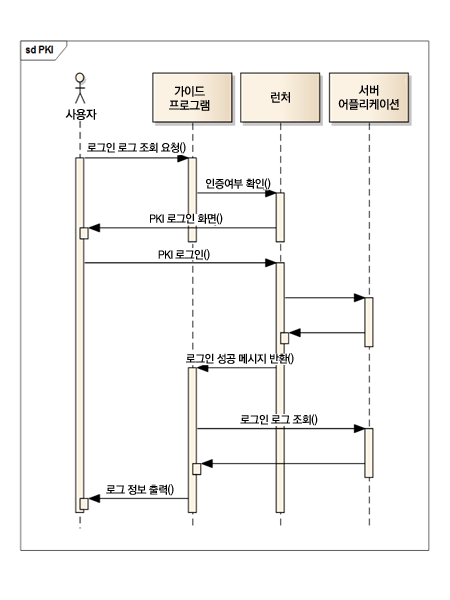 sd PKI
사용자
가이드
프로그램
런처
서버
어플리케이션
로그인 로그 조회 요청()
인증여부 확인()
PKI 로그인 화면()
PKI 로그인()
로그인 성공 메시지 반환()
로그인 로그 조회()
로그 정보 출력()